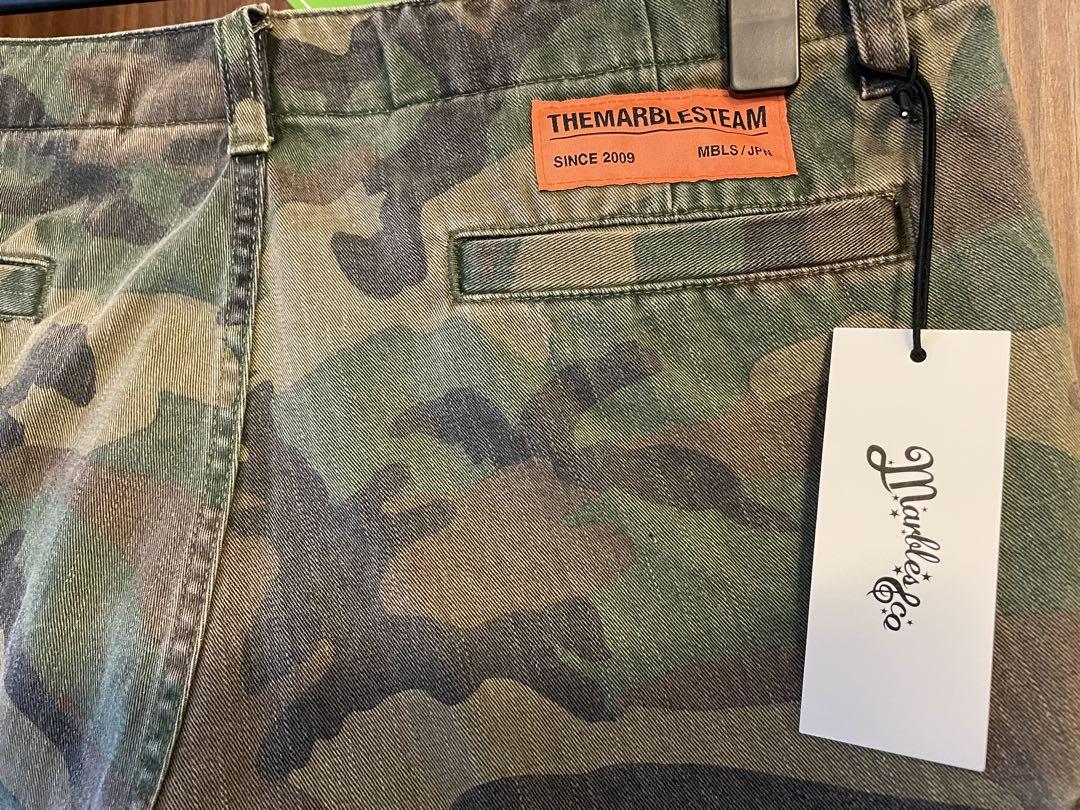 THEMARBLESTEAM
SINCE 2009
MBLS/JPN
Marbles&co